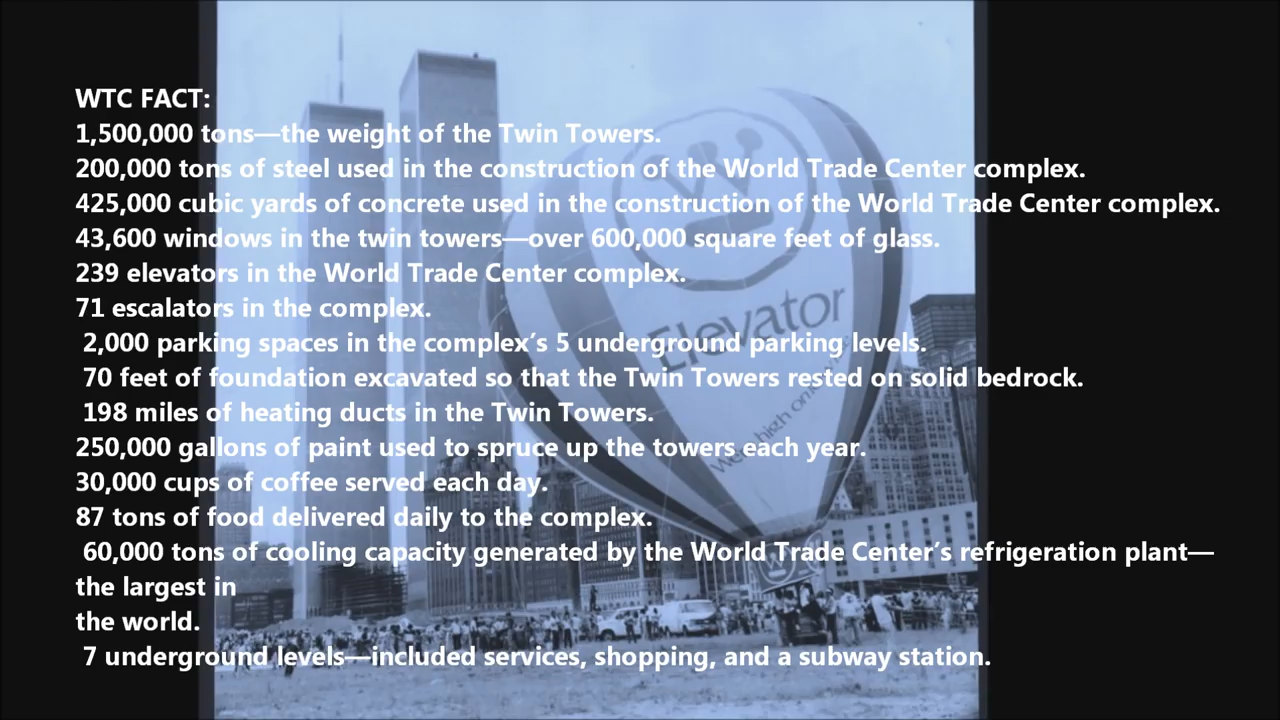 WTC FACT:
1,500,000 tons—the weight of the Twin Towers.
200,000 tons of steel used in the construction of the World Trade Center complex.
425,000 cubic yards of concrete used in the construction of the World Trade Center complex.
43,600 windows in the twin towers—over 600,000 square feet of glass.
239 elevators in the World Trade Center complex.
71 escalators in the complex.
2,000 parking spaces in the complex’s 5 underground parking levels.
70 feet of foundation excavated so that the Twin Towers rested on solid bedrock.
198 miles of heating ducts in the Twin Towers.
250,000 gallons of paint used to spruce up the towers each year.
30,000 cups of coffee served each day.
87 tons of food delivered daily to the complex.
60,000 tons of cooling capacity generated by the World Trade Center’s refrigeration plant—
the largest in
the world.
7 underground levels—included services, shopping, and a subway station.
W
Elevator
high on